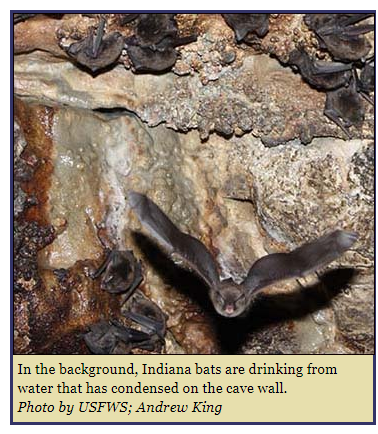 In the background, Indiana bats are drinking from
water that has condensed on the cave wall.
Photo by USFWS; Andrew King